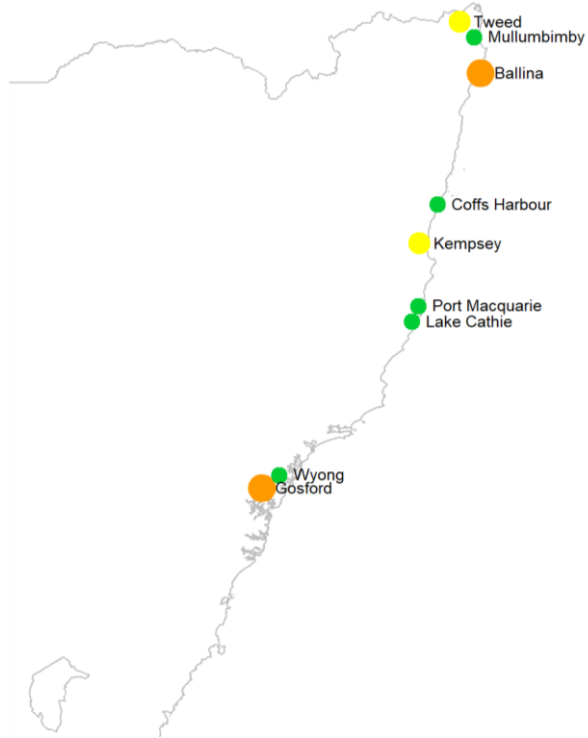 Tweed
Mullumbimby
Ballina
Coffs Harbour
Kempsey
Port Macquarie
Lake Cathie
Wyong
Gosford